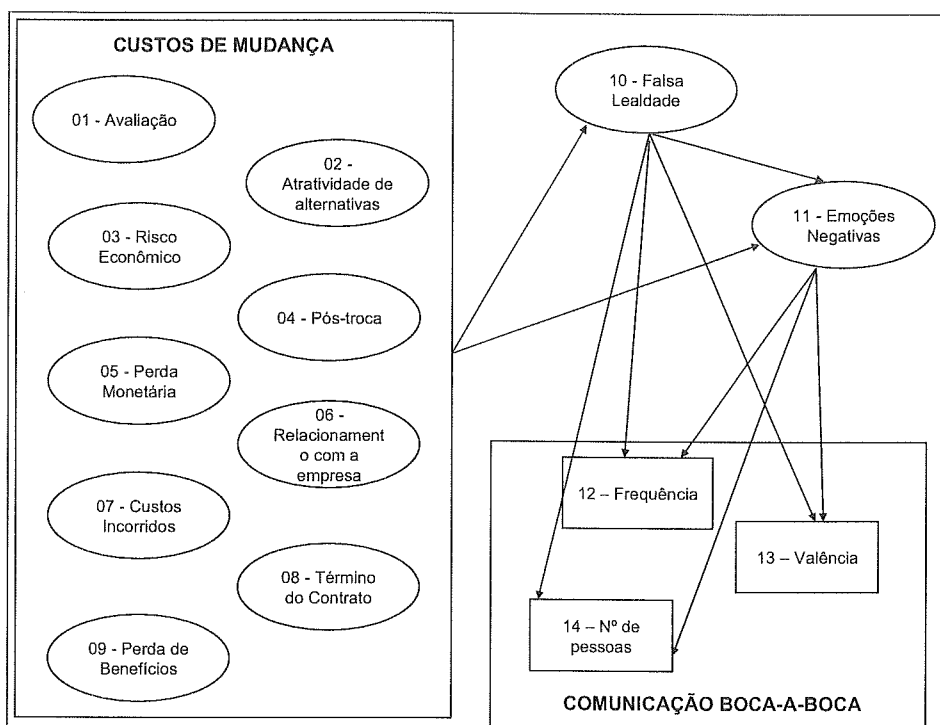 CUSTOS DE MUDANÇA
01 - Avaliação
02 -
Atratividade de
alternativas
03 - Risco
Econômico
04 - Pós-troca
05 - Perda
Monetária
06 -
Relacionament
o com a
empresa
07 - Custos
Incorridos
08 - Término
do Contrato
09 - Perda de
Benefícios
10 - Falsa
Lealdade
11 - Emoções
Negativas
12 – Frequência
13 – Valência
14 – Nº de
pessoas
COMUNICAÇÃO BOCA-A-BOCA